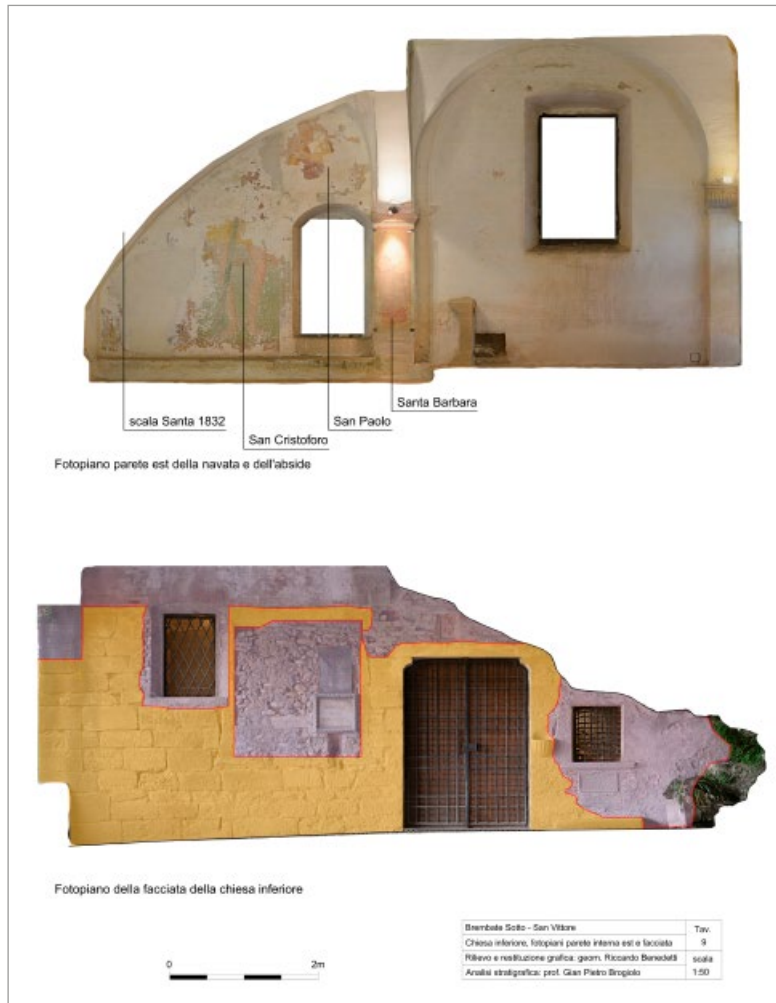 scala Santa 1832
San Cristoforo
San Paolo
Santa Barbara
Fotopiano parete est della navata e dell'abside
Fotopiano della facciata della chiesa inferiore
0 2m
Brembate Sotto - San Vittore Tav.
Chiesa inferiore, fotopiani parete interna est e facciata 9
Rilievo e restituzione grafica: geom. Riccardo Benedetti scala
Analisi stratigrafica: prof. Gian Pietro Brogiolo 1:50